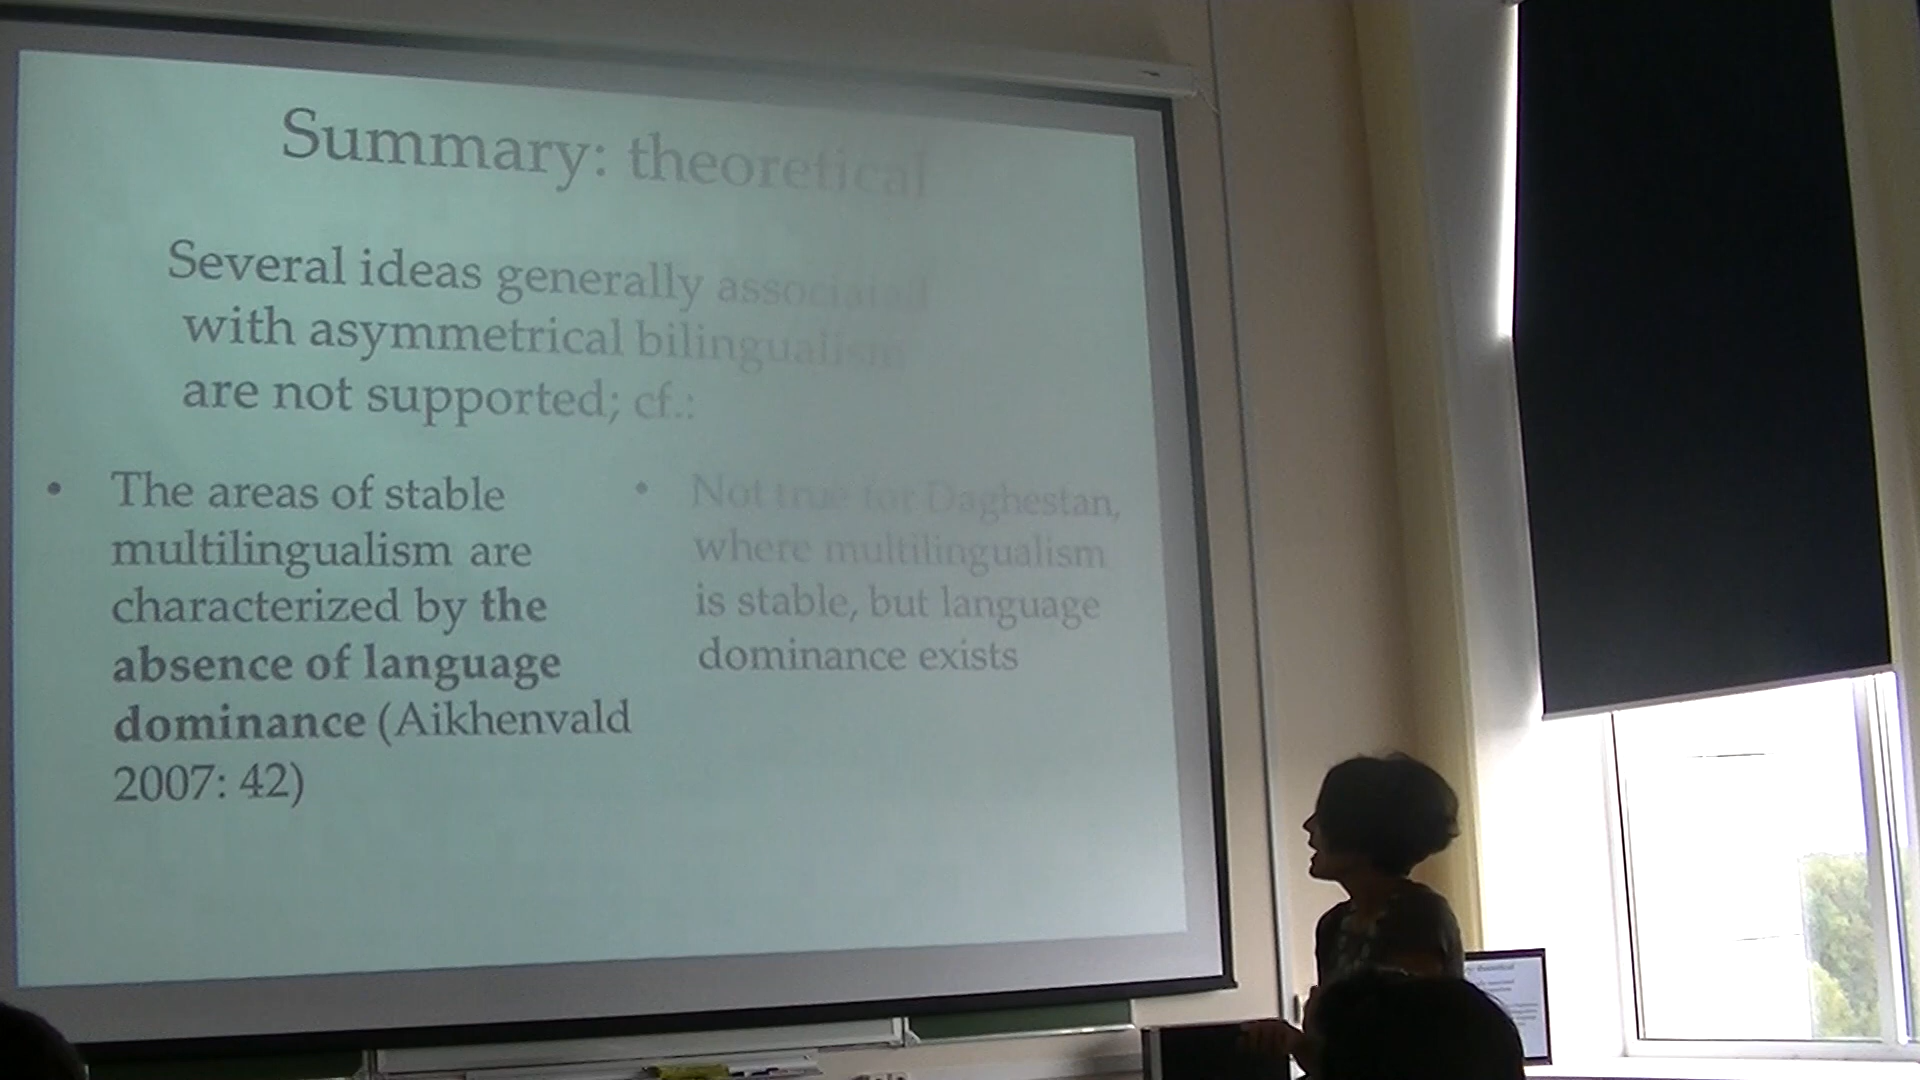 Summary: theoretical
Several ideas generally associated
with asymmetrical bilingualism
are not supported; cf.:
• The areas of stable
multilingualism are
characterized by the
absence of language
dominance (Aikhenvald
2007: 42)
• Not true for Daghestan,
where multilingualism
is stable, but language
dominance exists